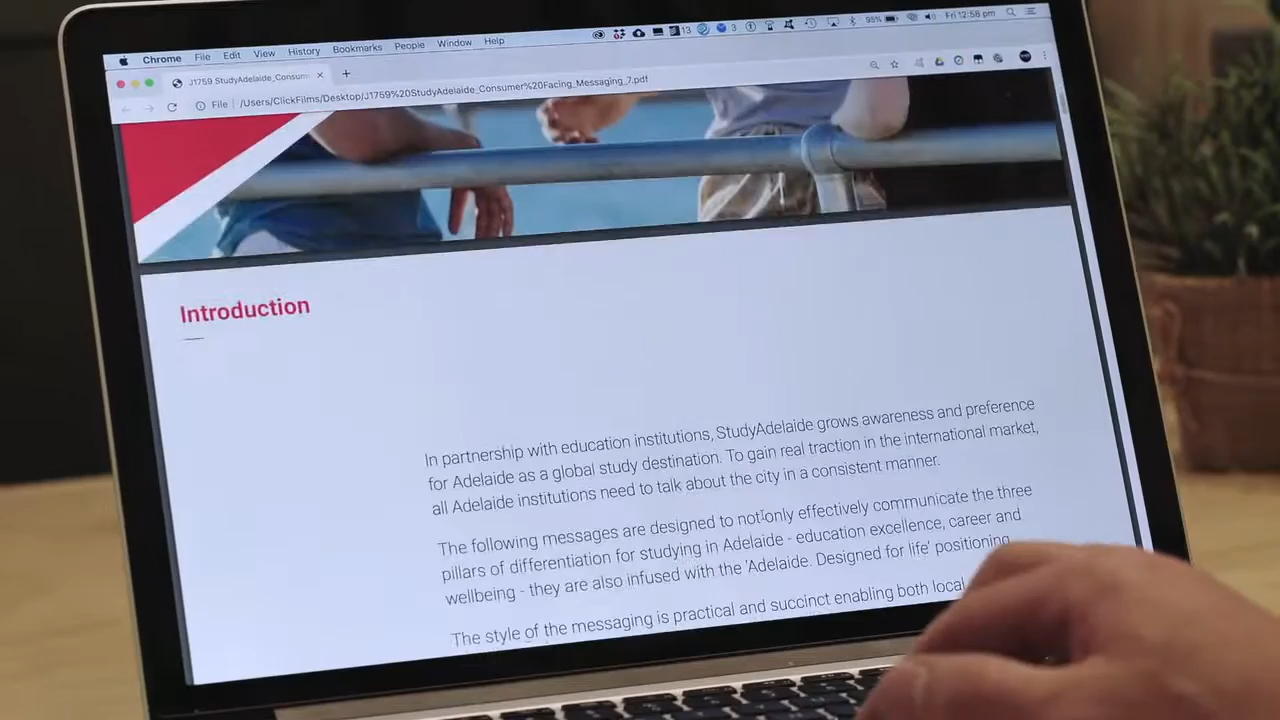 Chrome File Edit View History Bookmarks People Window Help 13 3 95% Fri 12:58 pm
J1759 StudyAdelaide_Consum
File /Users/ClickFilms/Desktop/J1759%20StudyAdelaide_Consumer%20Facing_Messaging_7.pdf
Introduction
In partnership with education institutions, StudyAdelaide grows awareness and preference
for Adelaide as a global study destination. To gain real traction in the international market,
all Adelaide institutions need to talk about the city in a consistent manner.
The following messages are designed to not only effectively communicate the three
pillars of differentiation for studying in Adelaide - education excellence, career and
wellbeing - they are also infused with the 'Adelaide. Designed for life' positioning.
The style of the messaging is practical and succinct enabling both local